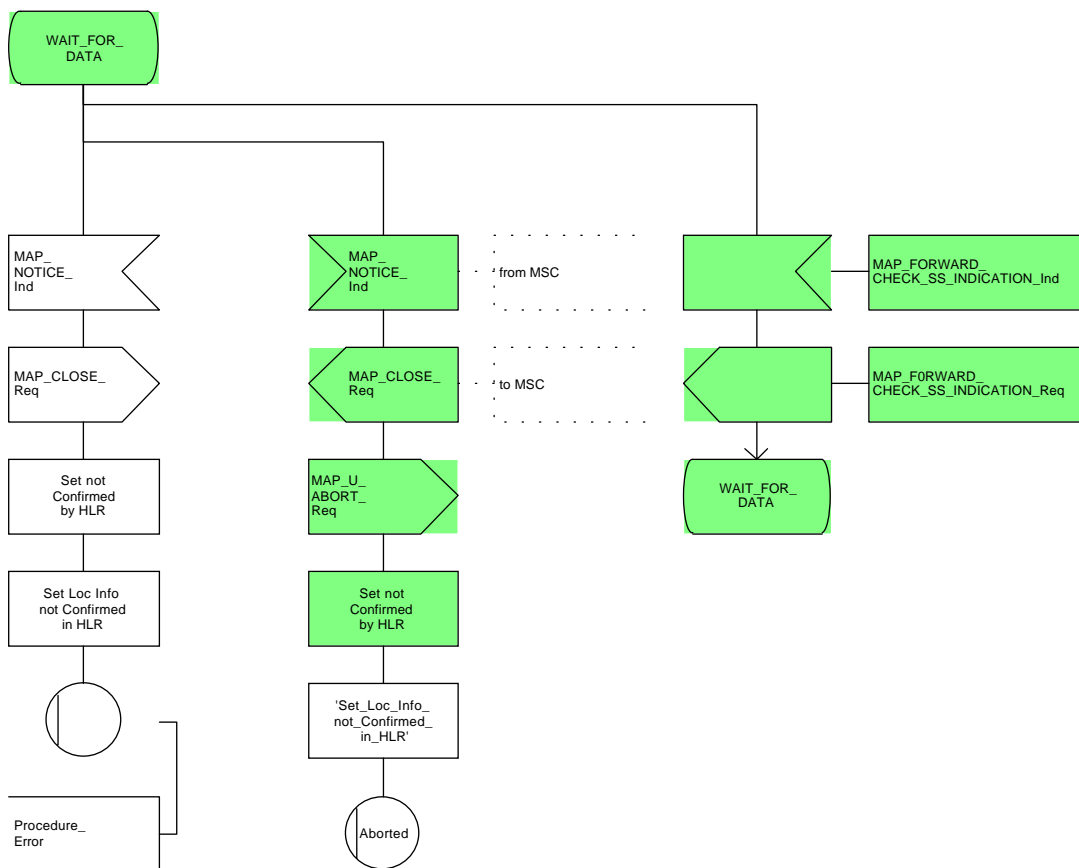 WAIT_FOR_
DATA
MAP_
NOTICE_
Ind
MAP_
NOTICE_
Ind
from MSC
MAP_FORWARD_
CHECK_SS_INDICATION_Ind
MAP_CLOSE_
Req
MAP_CLOSE_
Req
to MSC
MAP_F0RWARD_
CHECK_SS_INDICATION_Req
Set not
Confirmed
by HLR
MAP_U_
ABORT_
Req
WAIT_FOR_
DATA
Set Loc Info
not Confirmed
in HLR
Set not
Confirmed
by HLR
'Set_Loc_Info_
not_Confirmed_
in_HLR'
Procedure_
Error
Aborted